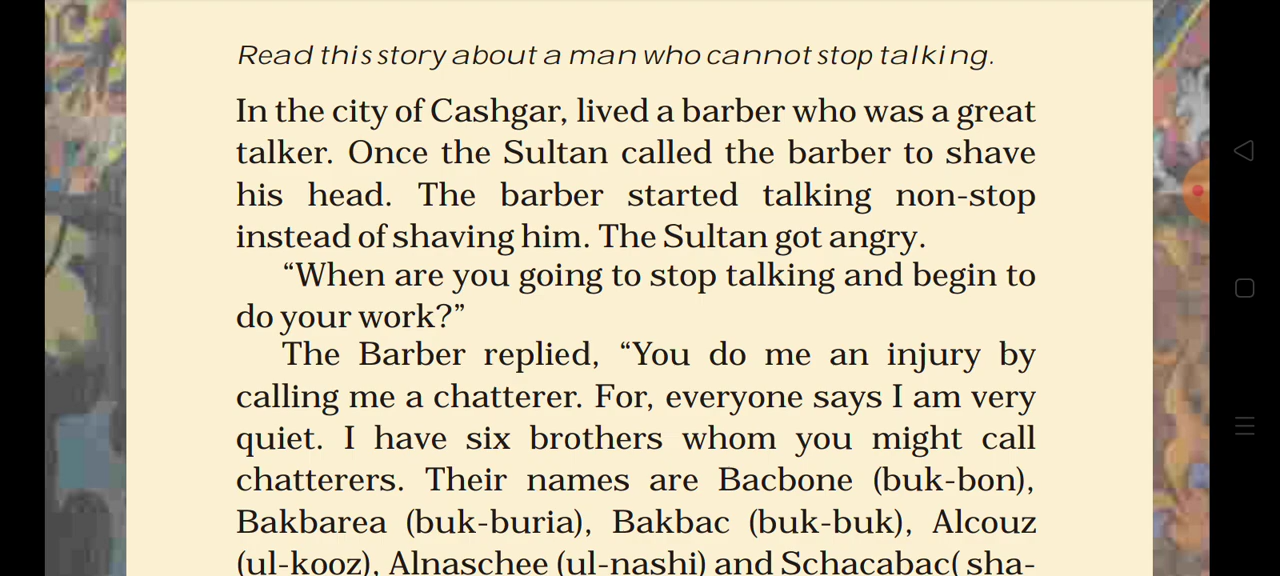 Read this story about a man who cannot stop talking.
In the city of Cashgar, lived a barber who was a great
talker. Once the Sultan called the barber to shave
his head. The barber started talking non-stop
instead of shaving him. The Sultan got angry.
“When are you going to stop talking and begin to
do your work?”
The Barber replied, “You do me an injury by
calling me a chatterer. For, everyone says I am very
quiet. I have six brothers whom you might call
chatterers. Their names are Bacbone (buk-bon),
Bakbarea (buk-buria), Bakbac (buk-buk), Alcouz
(ul-kooz), Alnaschee (ul-nashi) and Schacabac( sha-